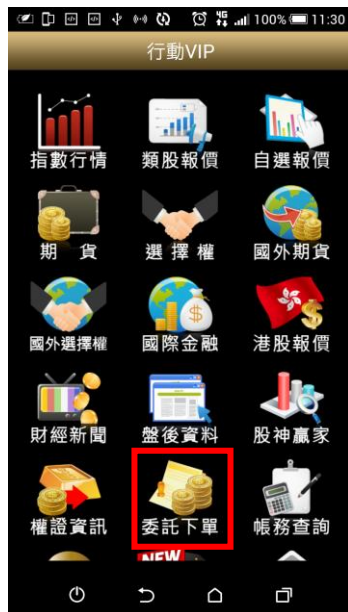 4G 100% 11:30
行動VIP
指數行情 類股報價 自選報價
期 貨 選 擇 權 國外期貨
$
國外選擇權 國際金融 港股報價
財經新聞 盤後資料 股神贏家
權證資訊 委託下單 帳務查詢
NEW